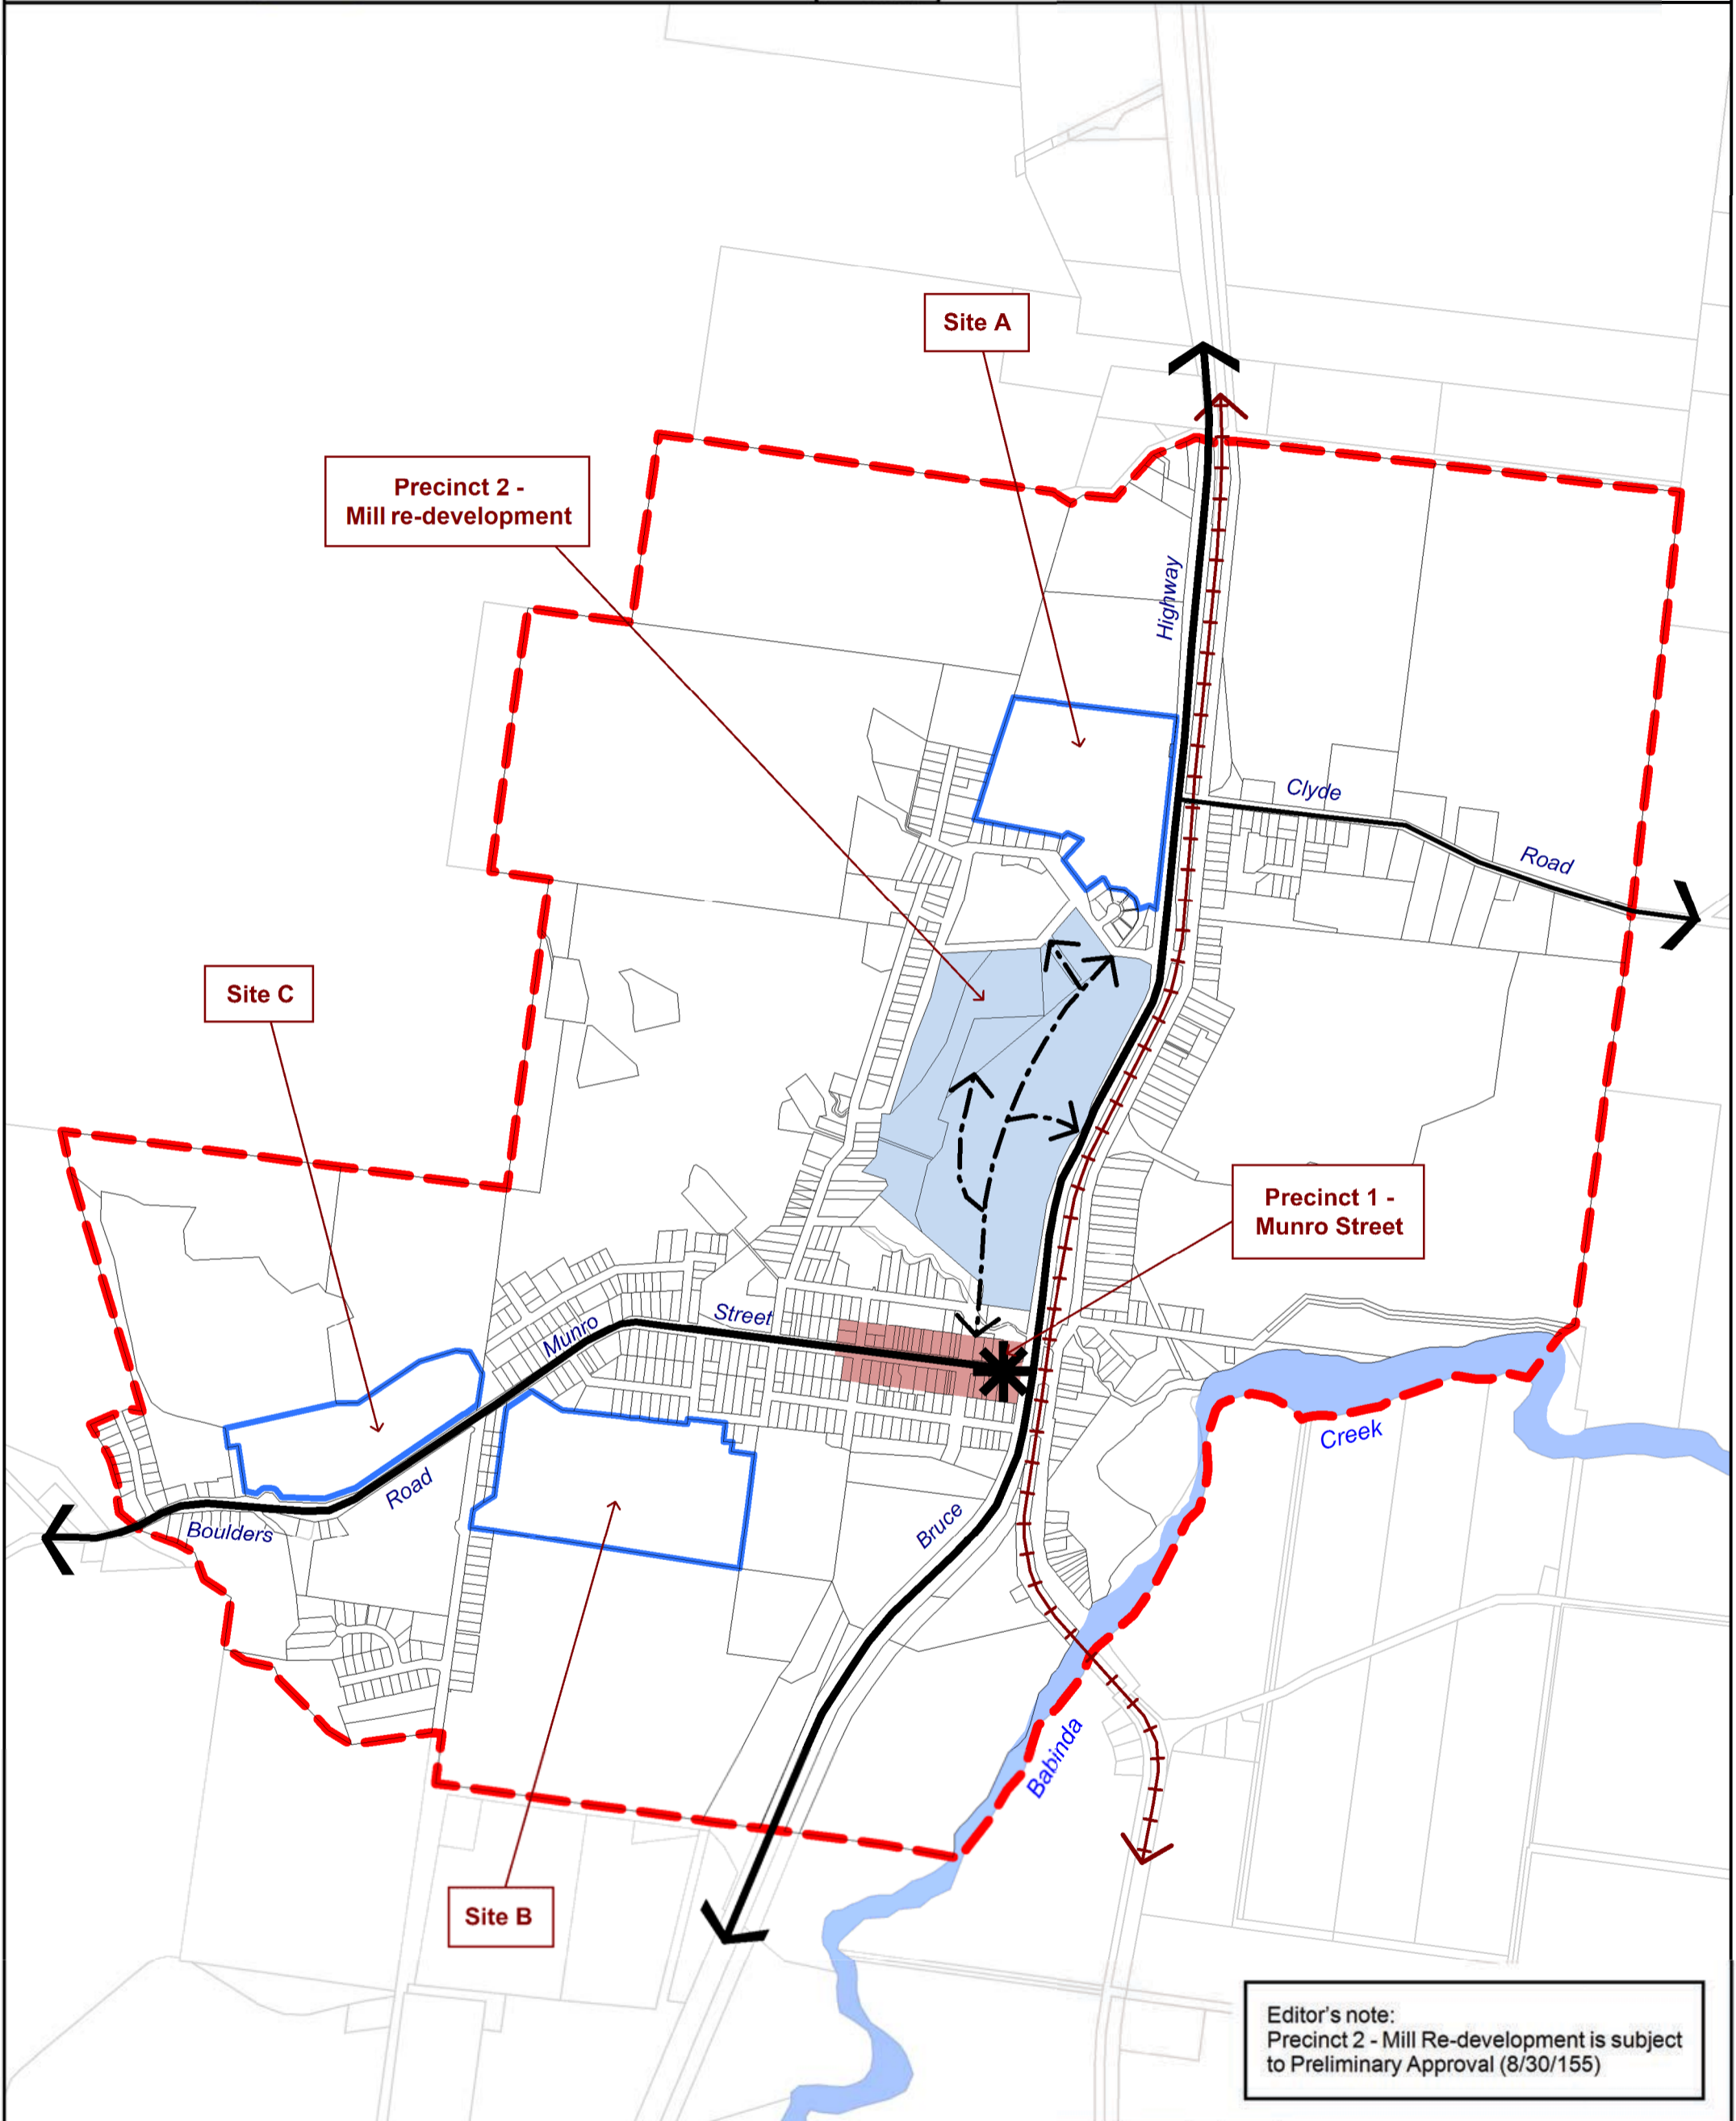 Site A
Precinct 2 -
Mill re-development
Highway
Clyde
Road
Site C
Precinct 1 -
Munro Street
Street
Munro
Creek
Road
Boulders
Bruce
Babinda
Site B
Editor's note:
Precinct 2 - Mill Re-development is subject
to Preliminary Approval (8/30/155)